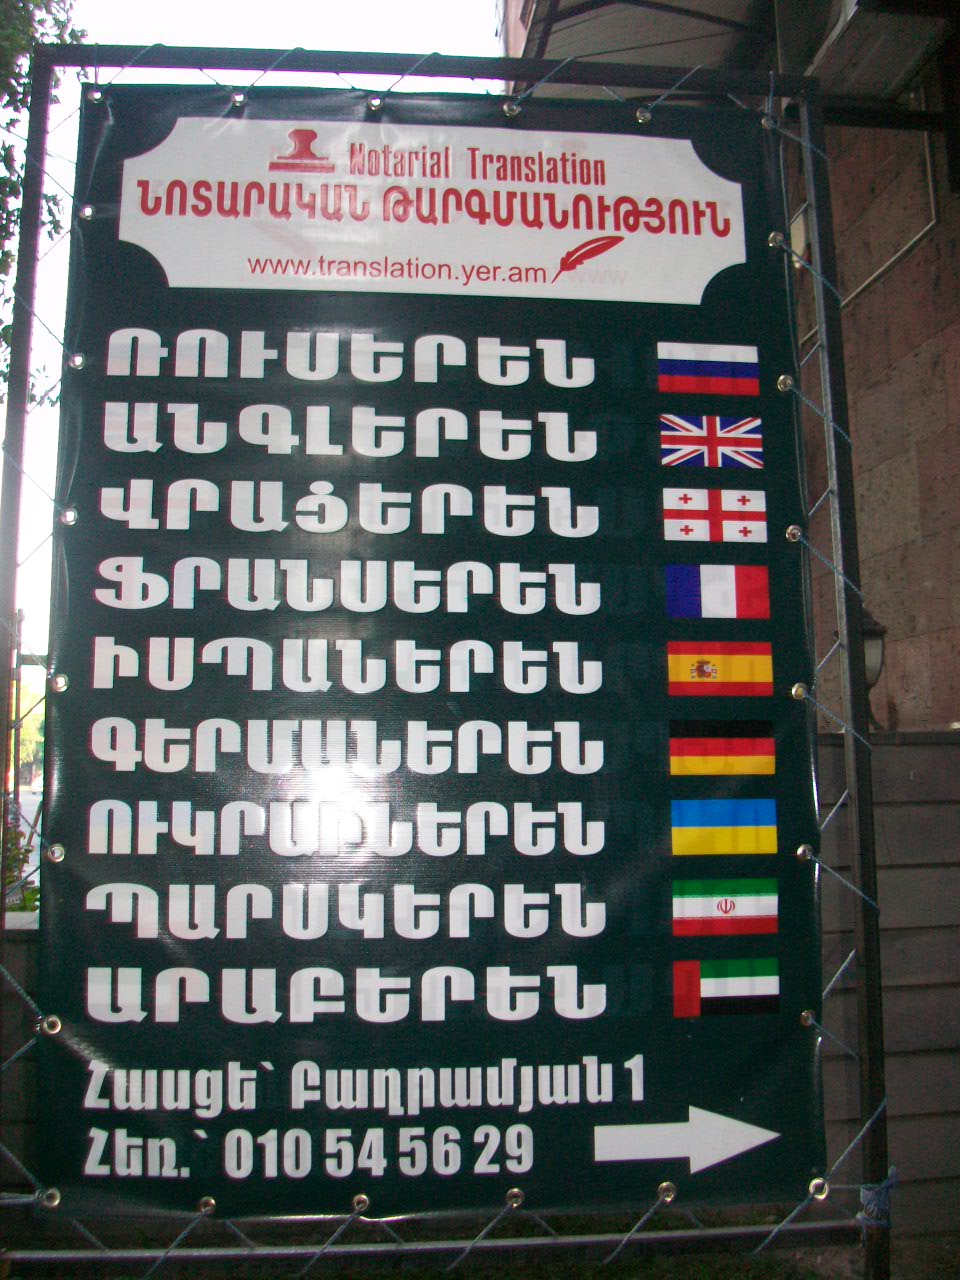 Notarial Translation
ՆՈՏԱՐԱԿԱՆ ԹԱՐԳՄԱՆՈՒԹՅՈՒՆ
www.translation.yer.am
ՌՈՒՍԵՐԵՆ
ԱՆԳԼԵՐԵՆ
ՎՐԱՑԵՐԵՆ
ՖՐԱՆՍԵՐԵՆ
ԻՍՊԱՆԵՐԵՆ
ԳԵՐՄԱՆԵՐԵՆ
ՈՒԿՐԱԻՆԵՐԵՆ
ՊԱՐՍԿԵՐԵՆ
ԱՐԱԲԵՐԵՆ
Հասցե՝ Բաղրամյան 1
Հեռ.՝ 010 54 56 29